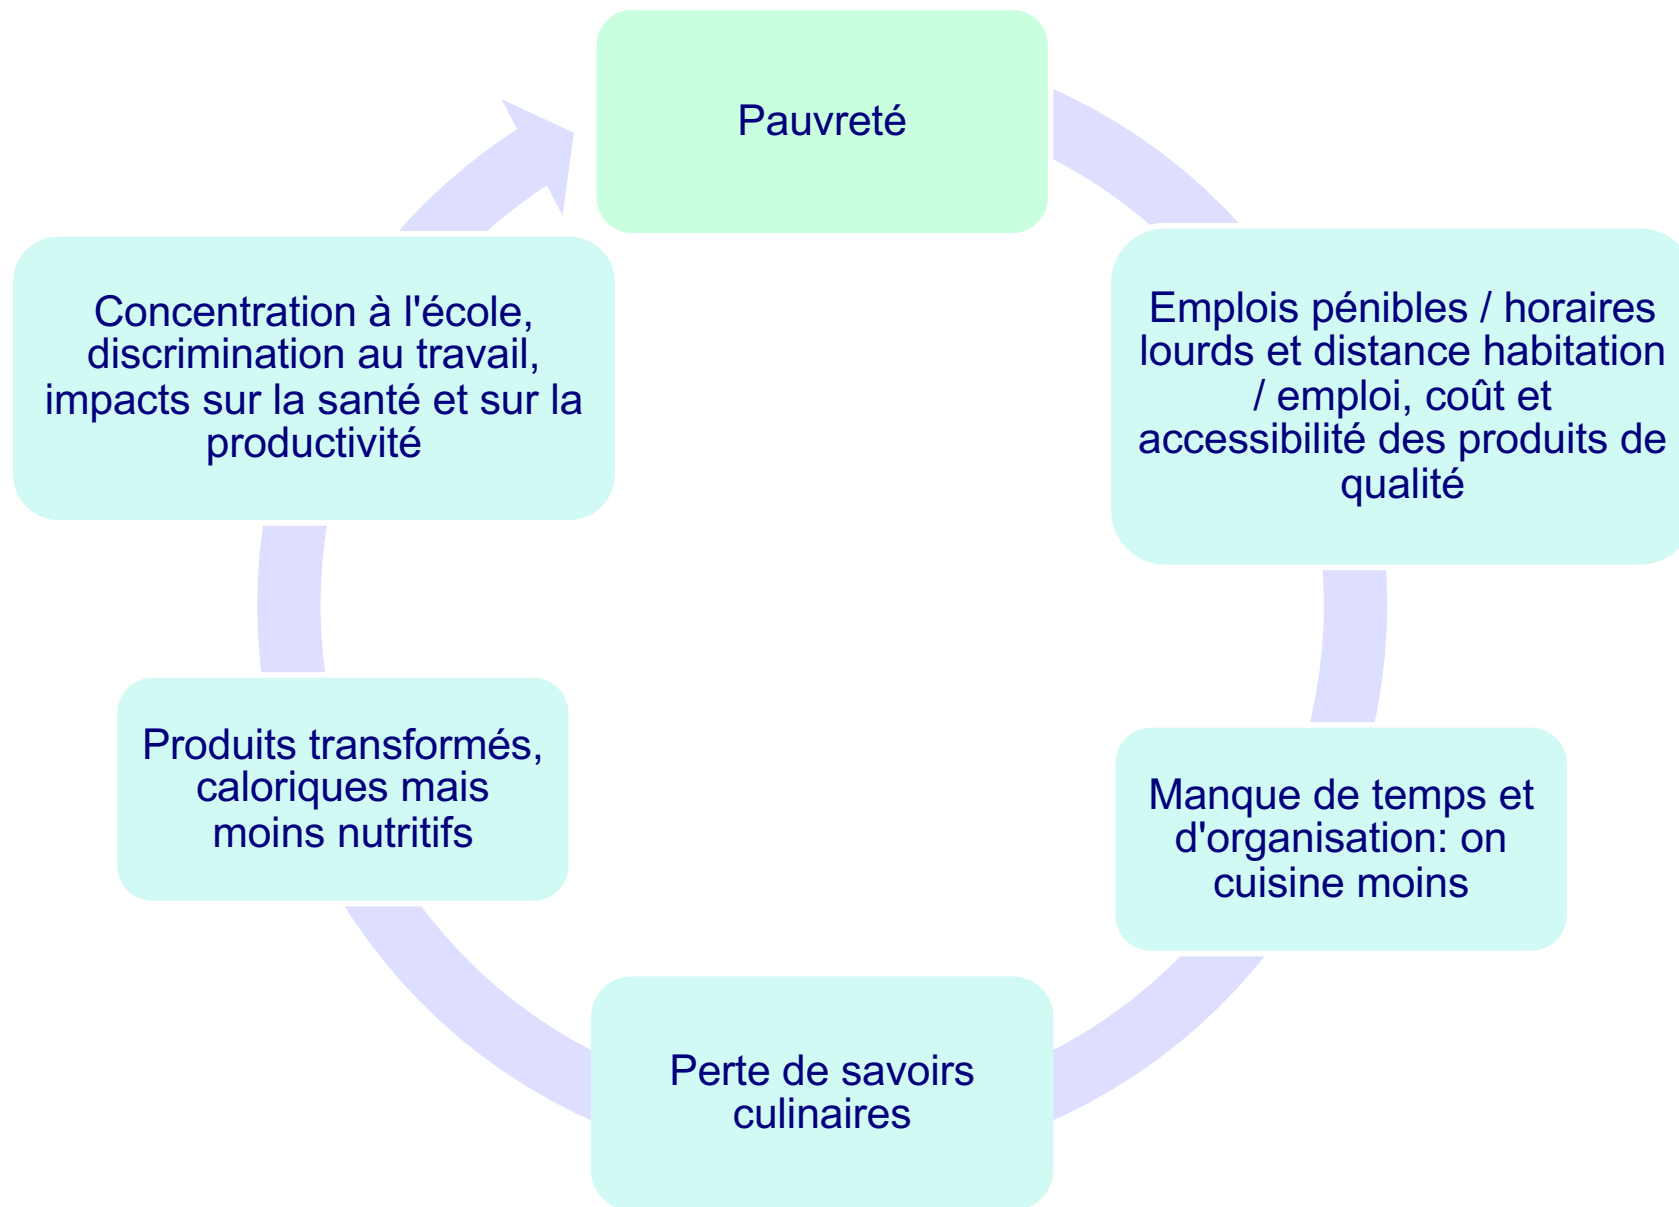 Pauvreté
Emplois pénibles / horaires
lourds et distance habitation
/ emploi, coût et
accessibilité des produits de
qualité
Manque de temps et
d'organisation: on
cuisine moins
Perte de savoirs
culinaires
Produits transformés,
caloriques mais
moins nutritifs
Concentration à l'école,
discrimination au travail,
impacts sur la santé et sur la
productivité